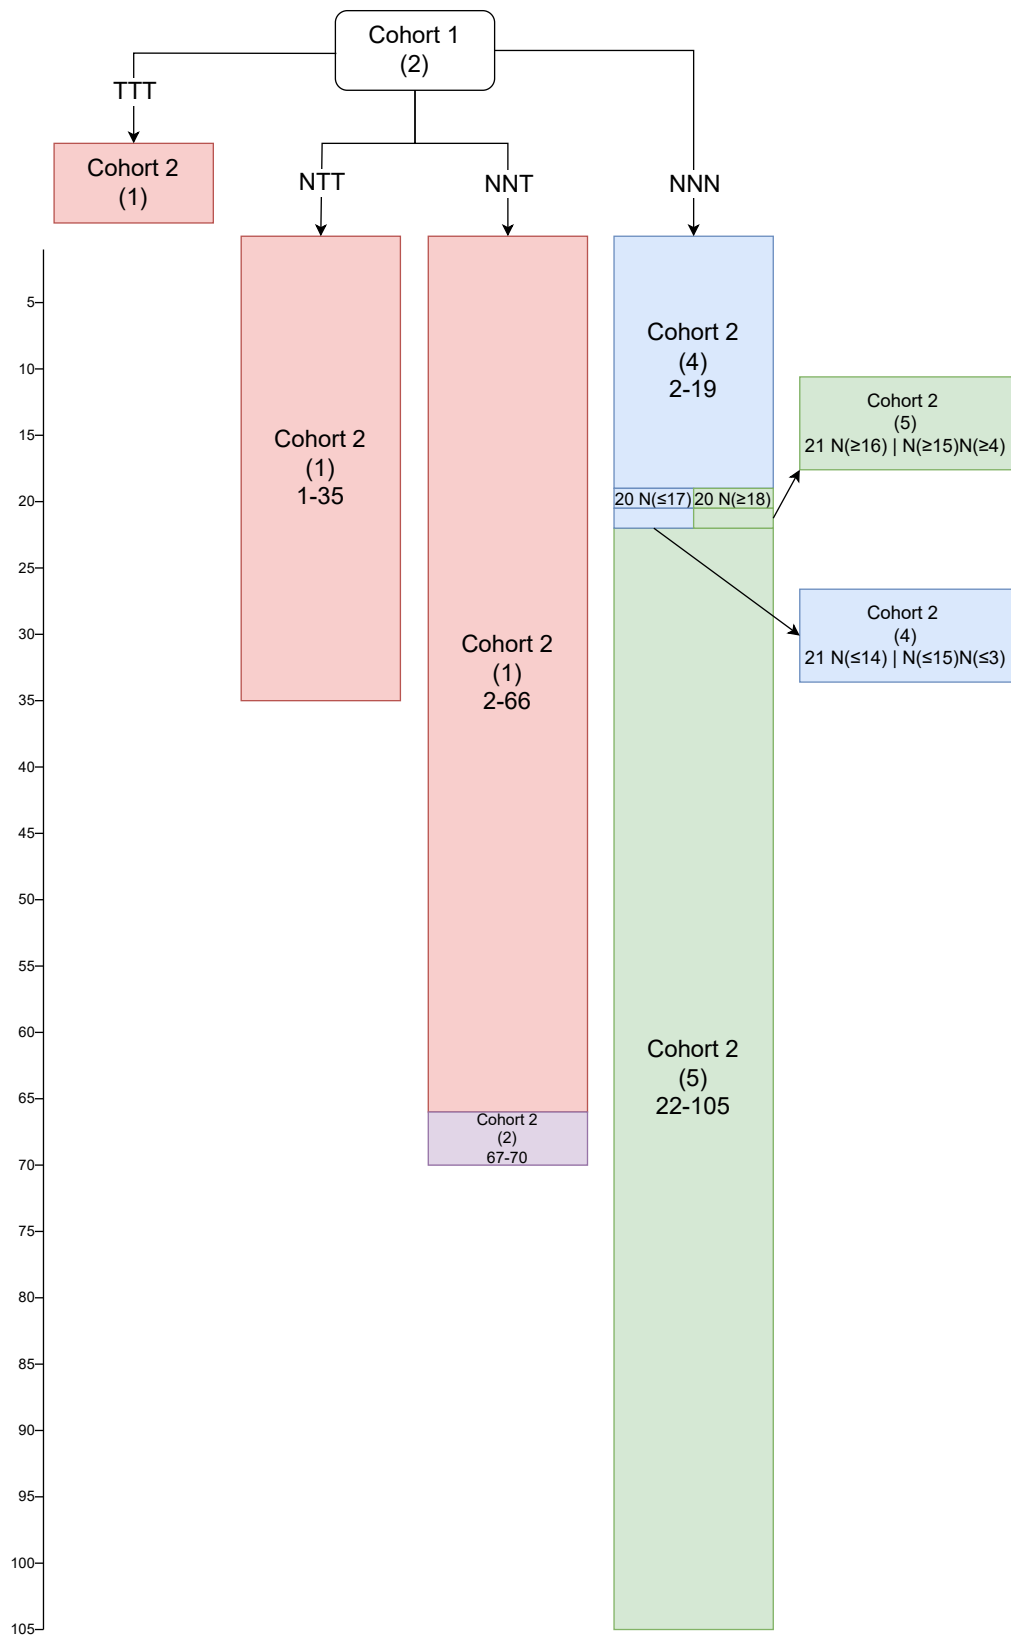 Cohort 1
(2)
TTT
Cohort 2
(1)
NTT
NNT
NNN
5
10
15
20
25
30
35
40
45
50
55
60
65
70
75
80
85
90
95
100
105
Cohort 2
(1)
1-35
Cohort 2
(1)
2-66
Cohort 2
(2)
67-70
Cohort 2
(4)
2-19
20 N(≤17)
20 N(≥18)
Cohort 2
(5)
22-105
Cohort 2
(5)
21 N(≥16) | N(≥15)N(≥4)
Cohort 2
(4)
21 N(≤14) | N(≤15)N(≤3)